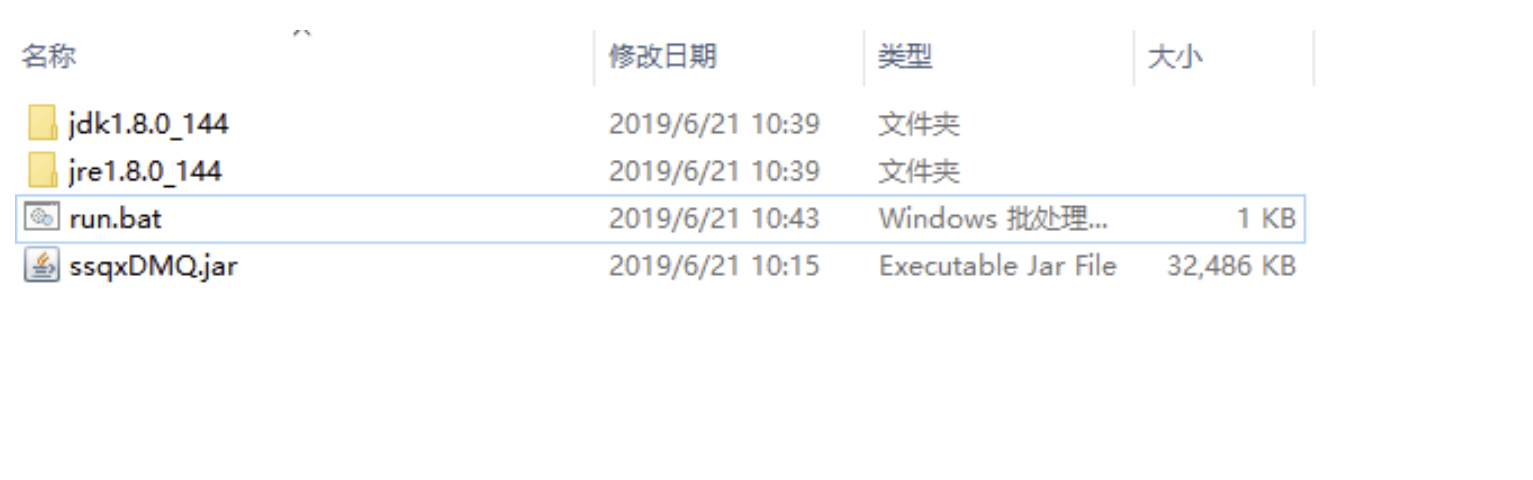 名称 修改日期 类型 大小
jdk1.8.0_144 2019/6/21 10:39 文件夹
jre1.8.0_144 2019/6/21 10:39 文件夹
run.bat 2019/6/21 10:43 Windows 批处理... 1 KB
ssqxDMQ.jar 2019/6/21 10:15 Executable Jar File 32,486 KB